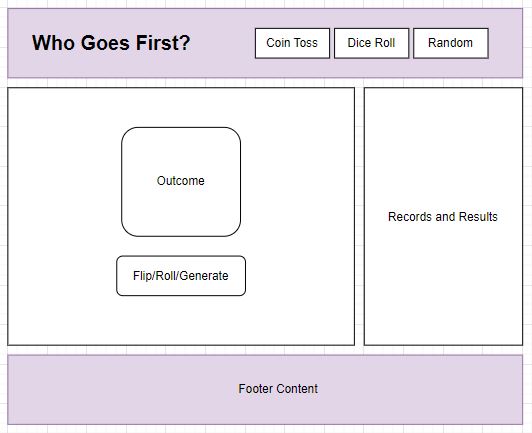 Who Goes First?
Coin Toss
Dice Roll
Random
Outcome
Flip/Roll/Generate
Records and Results
Footer Content